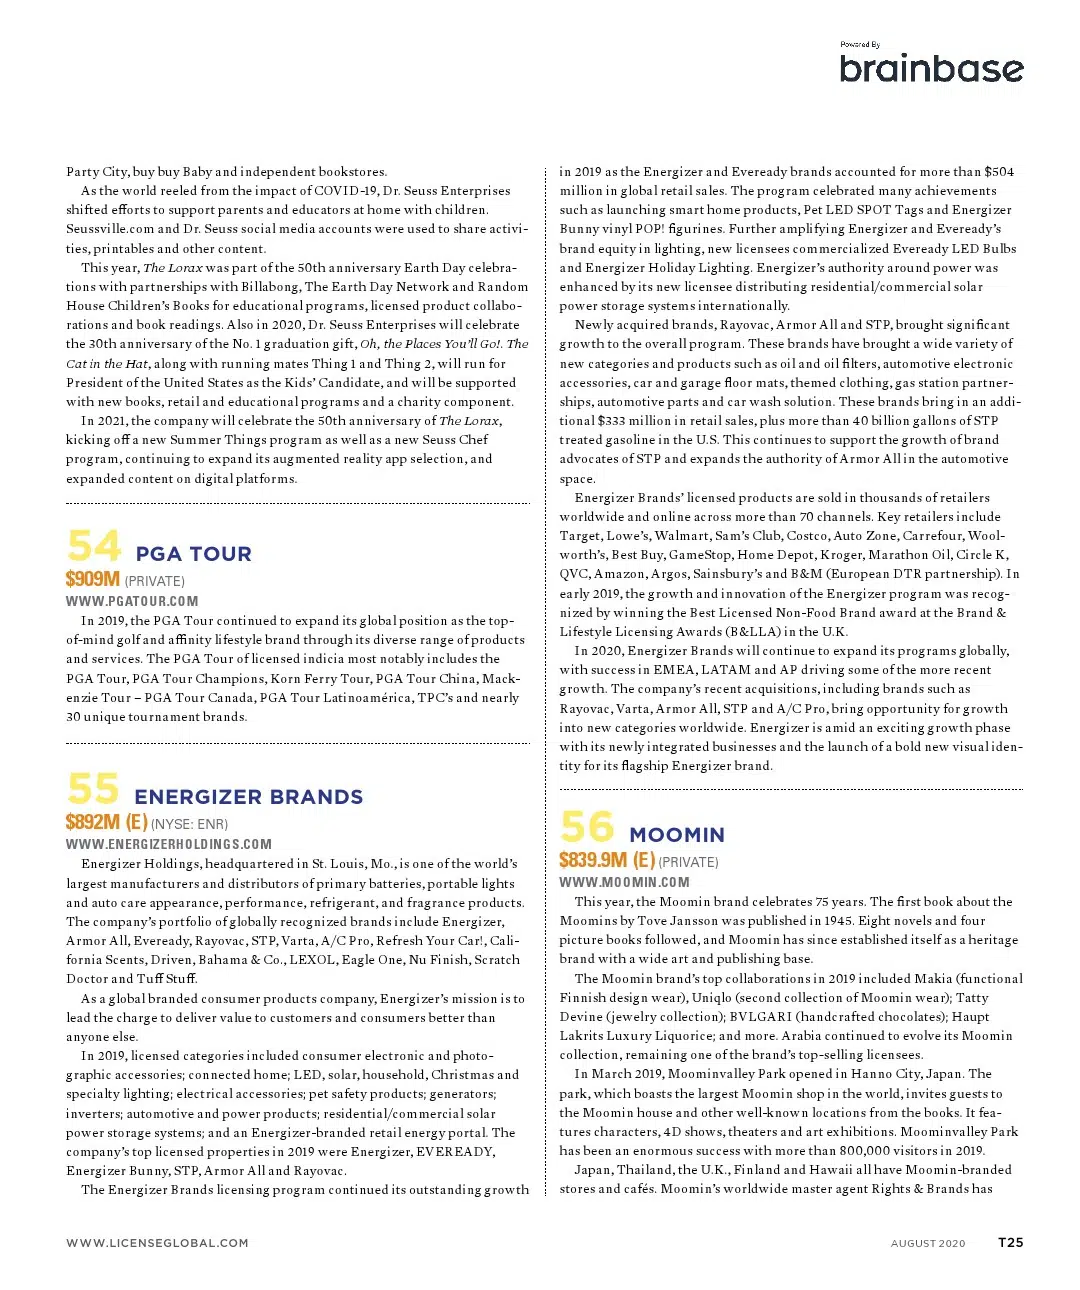 Powered By
brainbase
Party City, buy buy Baby and independent bookstores.
As the world reeled from the impact of COVID-19, Dr. Seuss Enterprises
shifted efforts to support parents and educators at home with children.
Seussville.com and Dr. Seuss social media accounts were used to share activi-
ties, printables and other content.
This year, The Lorax was part of the 50th anniversary Earth Day celebra-
tions with partnerships with Billabong, The Earth Day Network and Random
House Children's Books for educational programs, licensed product collabo-
rations and book readings. Also in 2020, Dr. Seuss Enterprises will celebrate
the 30th anniversary of the No. 1 graduation gift, Oh, the Places You'll Go!. The
Cat in the Hat, along with running mates Thing 1 and Thing 2, will run for
President of the United States as the Kids' Candidate, and will be supported
with new books, retail and educational programs and a charity component.
In 2021, the company will celebrate the 50th anniversary of The Lorax,
kicking off a new Summer Things program as well as a new Seuss Chef
program, continuing to expand its augmented reality app selection, and
expanded content on digital platforms.
54 PGA TOUR
$909M (PRIVATE)
WWW.PGATOUR.COM
In 2019, the PGA Tour continued to expand its global position as the top-
of-mind golf and affinity lifestyle brand through its diverse range of products
and services. The PGA Tour of licensed indicia most notably includes the
PGA Tour, PGA Tour Champions, Korn Ferry Tour, PGA Tour China, Mack-
enzie Tour – PGA Tour Canada, PGA Tour Latinoamérica, TPC's and nearly
30 unique tournament brands.
55 ENERGIZER BRANDS
$892M (E) (NYSE: ENR)
WWW.ENERGIZERHOLDINGS.COM
Energizer Holdings, headquartered in St. Louis, Mo., is one of the world's
largest manufacturers and distributors of primary batteries, portable lights
and auto care appearance, performance, refrigerant, and fragrance products.
The company's portfolio of globally recognized brands include Energizer,
Armor All, Eveready, Rayovac, STP, Varta, A/C Pro, Refresh Your Car!, Cali-
fornia Scents, Driven, Bahama & Co., LEXOL, Eagle One, Nu Finish, Scratch
Doctor and Tuff Stuff.
As a global branded consumer products company, Energizer's mission is to
lead the charge to deliver value to customers and consumers better than
anyone else.
In 2019, licensed categories included consumer electronic and photo-
graphic accessories; connected home; LED, solar, household, Christmas and
specialty lighting; electrical accessories; pet safety products; generators;
inverters; automotive and power products; residential/commercial solar
power storage systems; and an Energizer-branded retail energy portal. The
company's top licensed properties in 2019 were Energizer, EVEREADY,
Energizer Bunny, STP, Armor All and Rayovac.
The Energizer Brands licensing program continued its outstanding growth
in 2019 as the Energizer and Eveready brands accounted for more than $504
million in global retail sales. The program celebrated many achievements
such as launching smart home products, Pet LED SPOT Tags and Energizer
Bunny vinyl POP! figurines. Further amplifying Energizer and Eveready's
brand equity in lighting, new licensees commercialized Eveready LED Bulbs
and Energizer Holiday Lighting. Energizer's authority around power was
enhanced by its new licensee distributing residential/commercial solar
power storage systems internationally.
Newly acquired brands, Rayovac, Armor All and STP, brought significant
growth to the overall program. These brands have brought a wide variety of
new categories and products such as oil and oil filters, automotive electronic
accessories, car and garage floor mats, themed clothing, gas station partner-
ships, automotive parts and car wash solution. These brands bring in an addi-
tional $333 million in retail sales, plus more than 40 billion gallons of STP
treated gasoline in the U.S. This continues to support the growth of brand
advocates of STP and expands the authority of Armor All in the automotive
space.
Energizer Brands' licensed products are sold in thousands of retailers
worldwide and online across more than 70 channels. Key retailers include
Target, Lowe's, Walmart, Sam's Club, Costco, Auto Zone, Carrefour, Wool-
worth's, Best Buy, GameStop, Home Depot, Kroger, Marathon Oil, Circle K,
QVC, Amazon, Argos, Sainsbury's and B&M (European DTR partnership). In
early 2019, the growth and innovation of the Energizer program was recog-
nized by winning the Best Licensed Non-Food Brand award at the Brand &
Lifestyle Licensing Awards (B&LLA) in the U.K.
In 2020, Energizer Brands will continue to expand its programs globally,
with success in EMEA, LATAM and AP driving some of the more recent
growth. The company's recent acquisitions, including brands such as
Rayovac, Varta, Armor All, STP and A/C Pro, bring opportunity for growth
into new categories worldwide. Energizer is amid an exciting growth phase
with its newly integrated businesses and the launch of a bold new visual iden-
tity for its flagship Energizer brand.
56 MOOMIN
$839.9M (E) (PRIVATE)
WWW.MOOMIN.COM
This year, the Moomin brand celebrates 75 years. The first book about the
Moomins by Tove Jansson was published in 1945. Eight novels and four
picture books followed, and Moomin has since established itself as a heritage
brand with a wide art and publishing base.
The Moomin brand's top collaborations in 2019 included Makia (functional
Finnish design wear), Uniqlo (second collection of Moomin wear); Tatty
Devine (jewelry collection); BVLGARI (handcrafted chocolates); Haupt
Lakrits Luxury Liquorice; and more. Arabia continued to evolve its Moomin
collection, remaining one of the brand's top-selling licensees.
In March 2019, Moominvalley Park opened in Hanno City, Japan. The
park, which boasts the largest Moomin shop in the world, invites guests to
the Moomin house and other well-known locations from the books. It fea-
tures characters, 4D shows, theaters and art exhibitions. Moominvalley Park
has been an enormous success with more than 800,000 visitors in 2019.
Japan, Thailand, the U.K., Finland and Hawaii all have Moomin-branded
stores and cafés. Moomin's worldwide master agent Rights & Brands has
WWW.LICENSEGLOBAL.COM
AUGUST 2020 T25